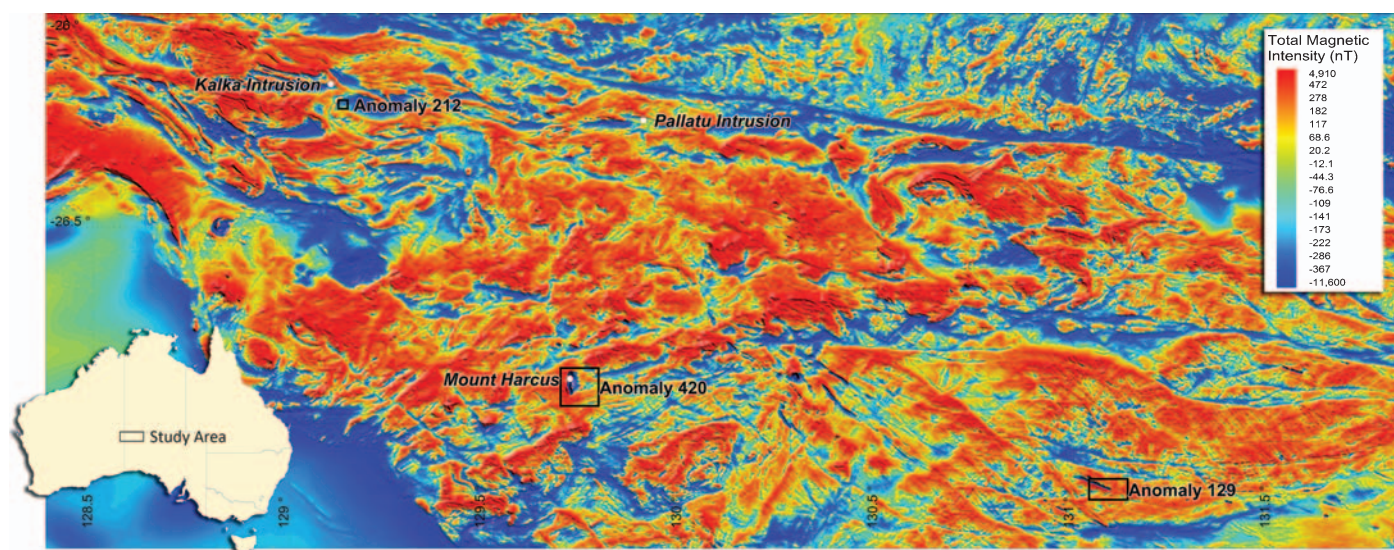 -26 °
Total Magnetic
Intensity (nT)
4,910
472
278
182
117
68.6
20.2
-12.1
-44.3
-76.6
-109
-141
-173
-222
-286
-367
-11,600
Kalka Intrusion
Anomaly 212
Pallatu Intrusion
-26.5 °
Mount Harcus
Anomaly 420
Study Area
Anomaly 129
128.5
129 °
129.5
130
130.5
131
131.5